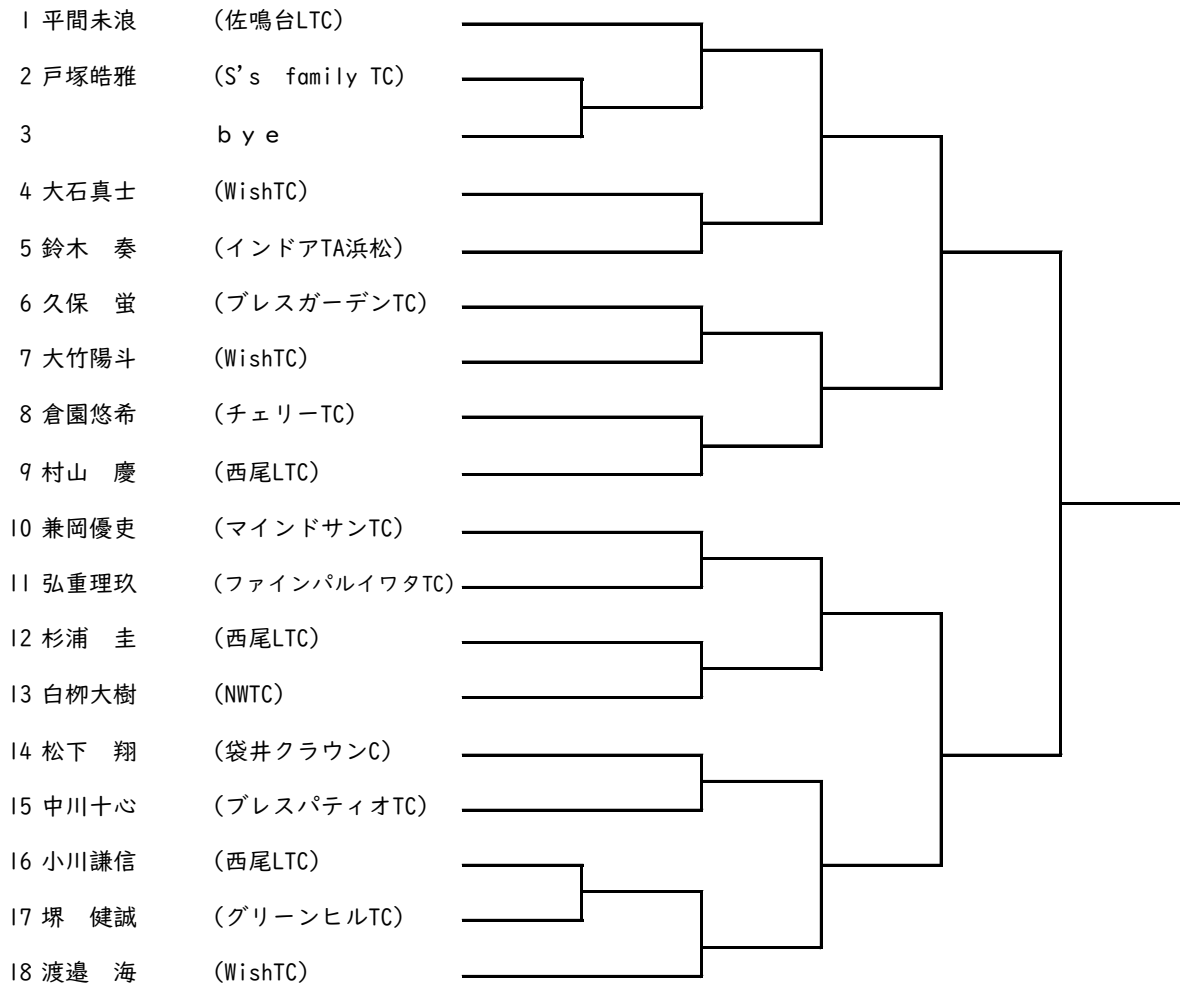 1 平間未浪 (佐鳴台LTC)
2 戸塚皓雅 (S's family TC)
3 ｂｙｅ
4 大石真士 (WishTC)
5 鈴木　奏 (インドアTA浜松)
6 久保　蛍 (ブレスガーデンTC)
7 大竹陽斗 (WishTC)
8 倉園悠希 (チェリーTC)
9 村山　慶 (西尾LTC)
10 兼岡優吏 (マインドサンTC)
11 弘重理玖 (ファインパルイワタTC)
12 杉浦　圭 (西尾LTC)
13 白栁大樹 (NWTC)
14 松下　翔 (袋井クラウンC)
15 中川十心 (ブレスパティオTC)
16 小川謙信 (西尾LTC)
17 堺　健誠 (グリーンヒルTC)
18 渡邉　海 (WishTC)